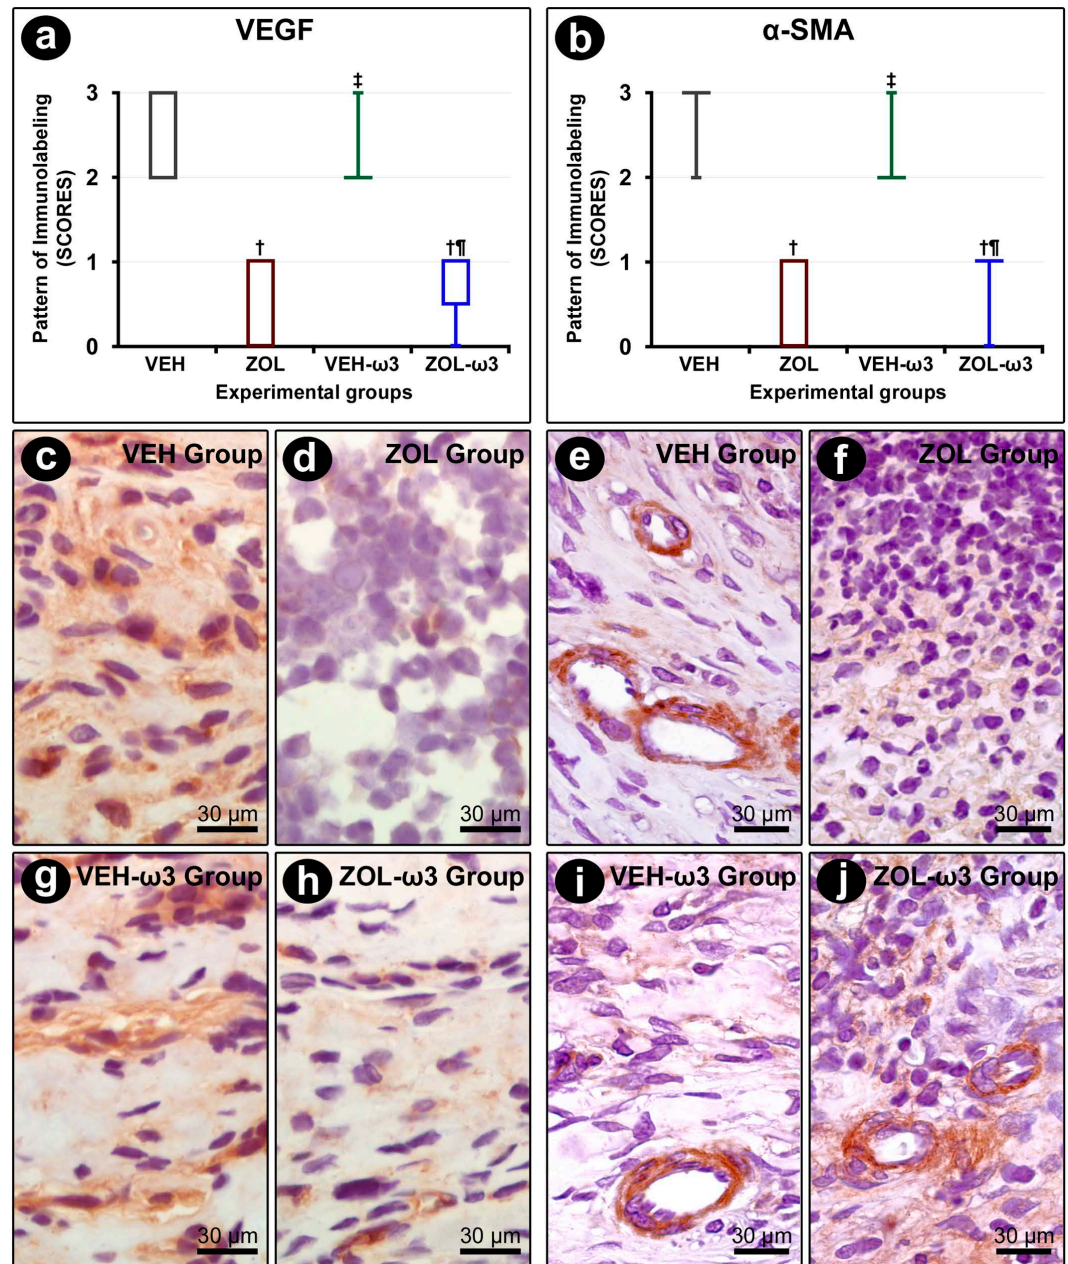 a
VEGF
Pattern of Immunolabeling
(SCORES)
3
2
1
0
‡
†
†¶
VEH
ZOL
VEH-ω3
ZOL-ω3
Experimental groups
b
α-SMA
Pattern of Immunolabeling
(SCORES)
3
2
1
0
‡
†
†¶
VEH
ZOL
VEH-ω3
ZOL-ω3
Experimental groups
c
VEH Group
30 µm
d
ZOL Group
30 µm
e
VEH Group
30 µm
f
ZOL Group
30 µm
g
VEH-ω3 Group
30 µm
h
ZOL-ω3 Group
30 µm
i
VEH-ω3 Group
30 µm
j
ZOL-ω3 Group
30 µm